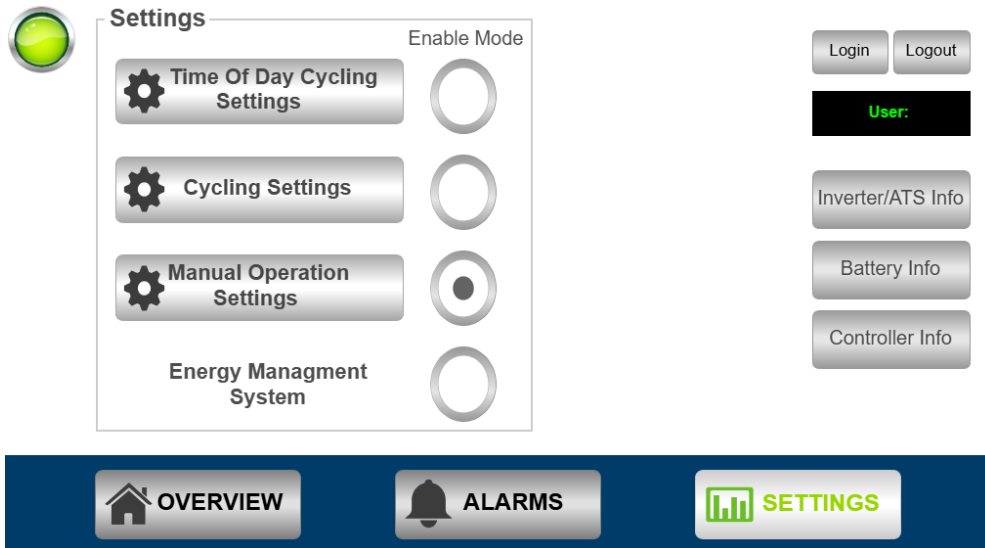 Settings
Enable Mode
Login
Logout
Time Of Day Cycling
Settings
User:
Cycling Settings
Inverter/ATS Info
Manual Operation
Settings
Battery Info
Controller Info
Energy Managment
System
OVERVIEW
ALARMS
SETTINGS